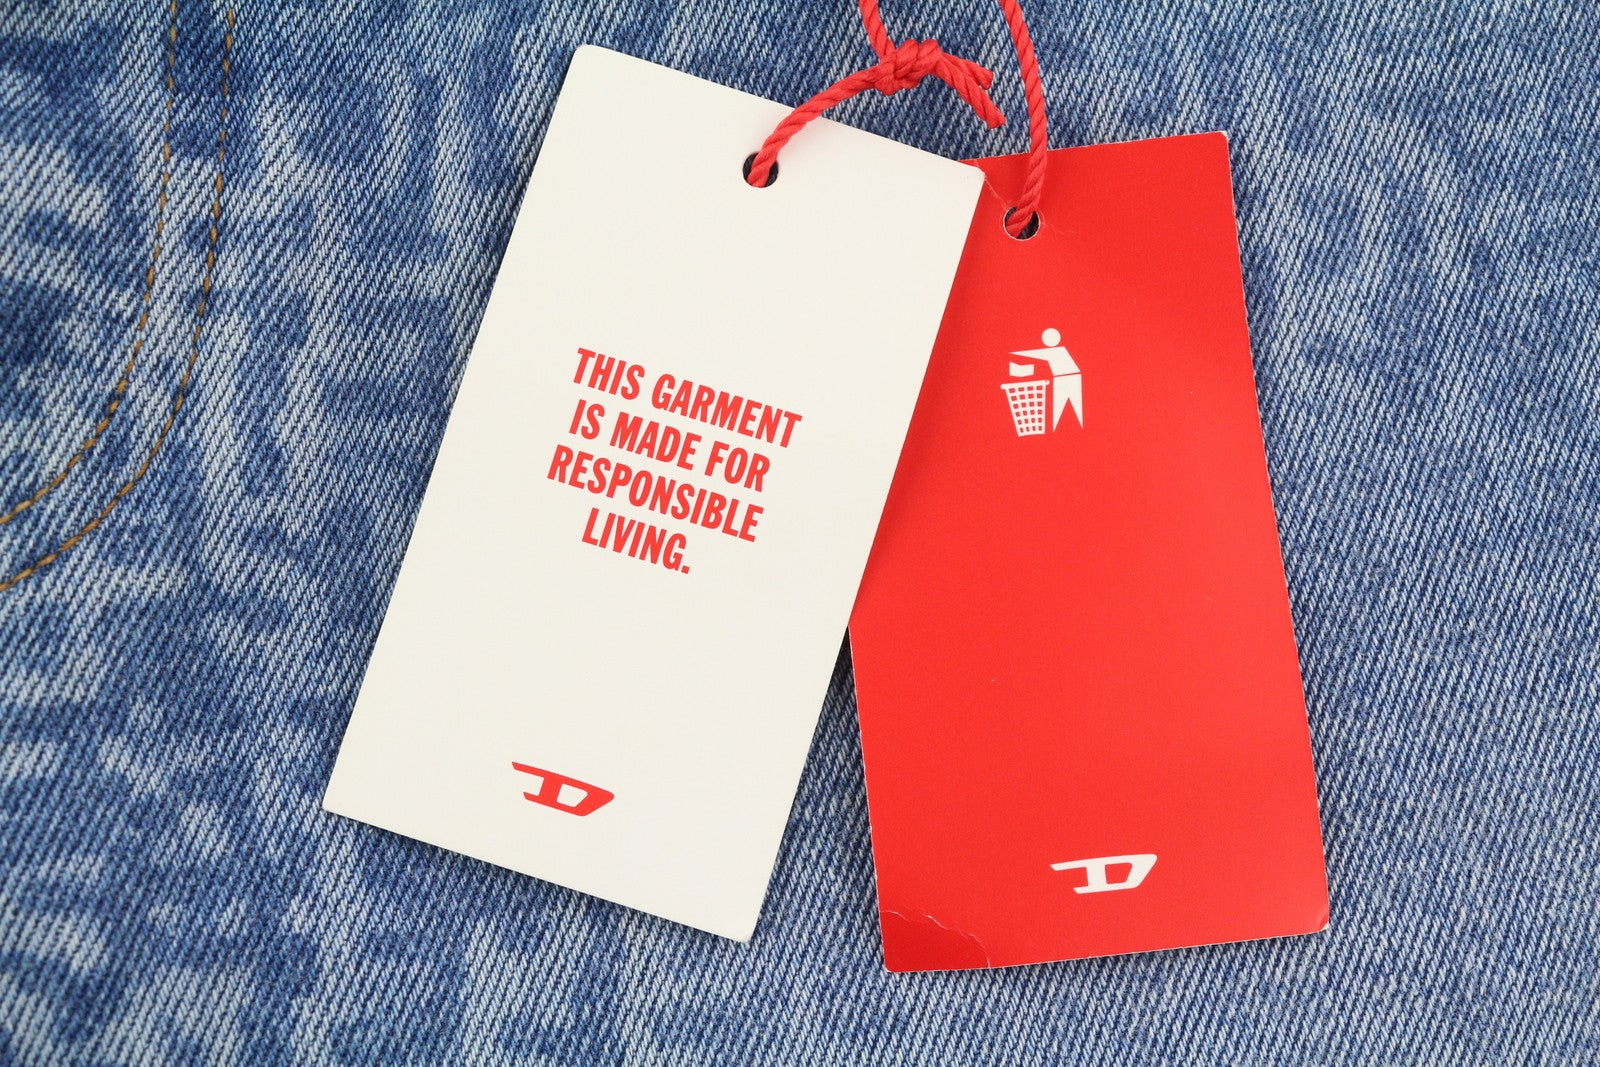 THIS GARMENT
IS MADE FOR
RESPONSIBLE
LIVING.
D
D